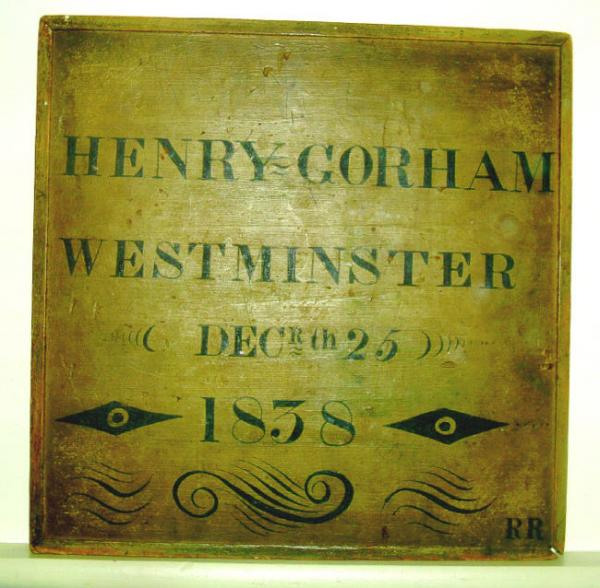 HENRY GORHAM
WESTMINSTER
DECR th 25
1838
RR